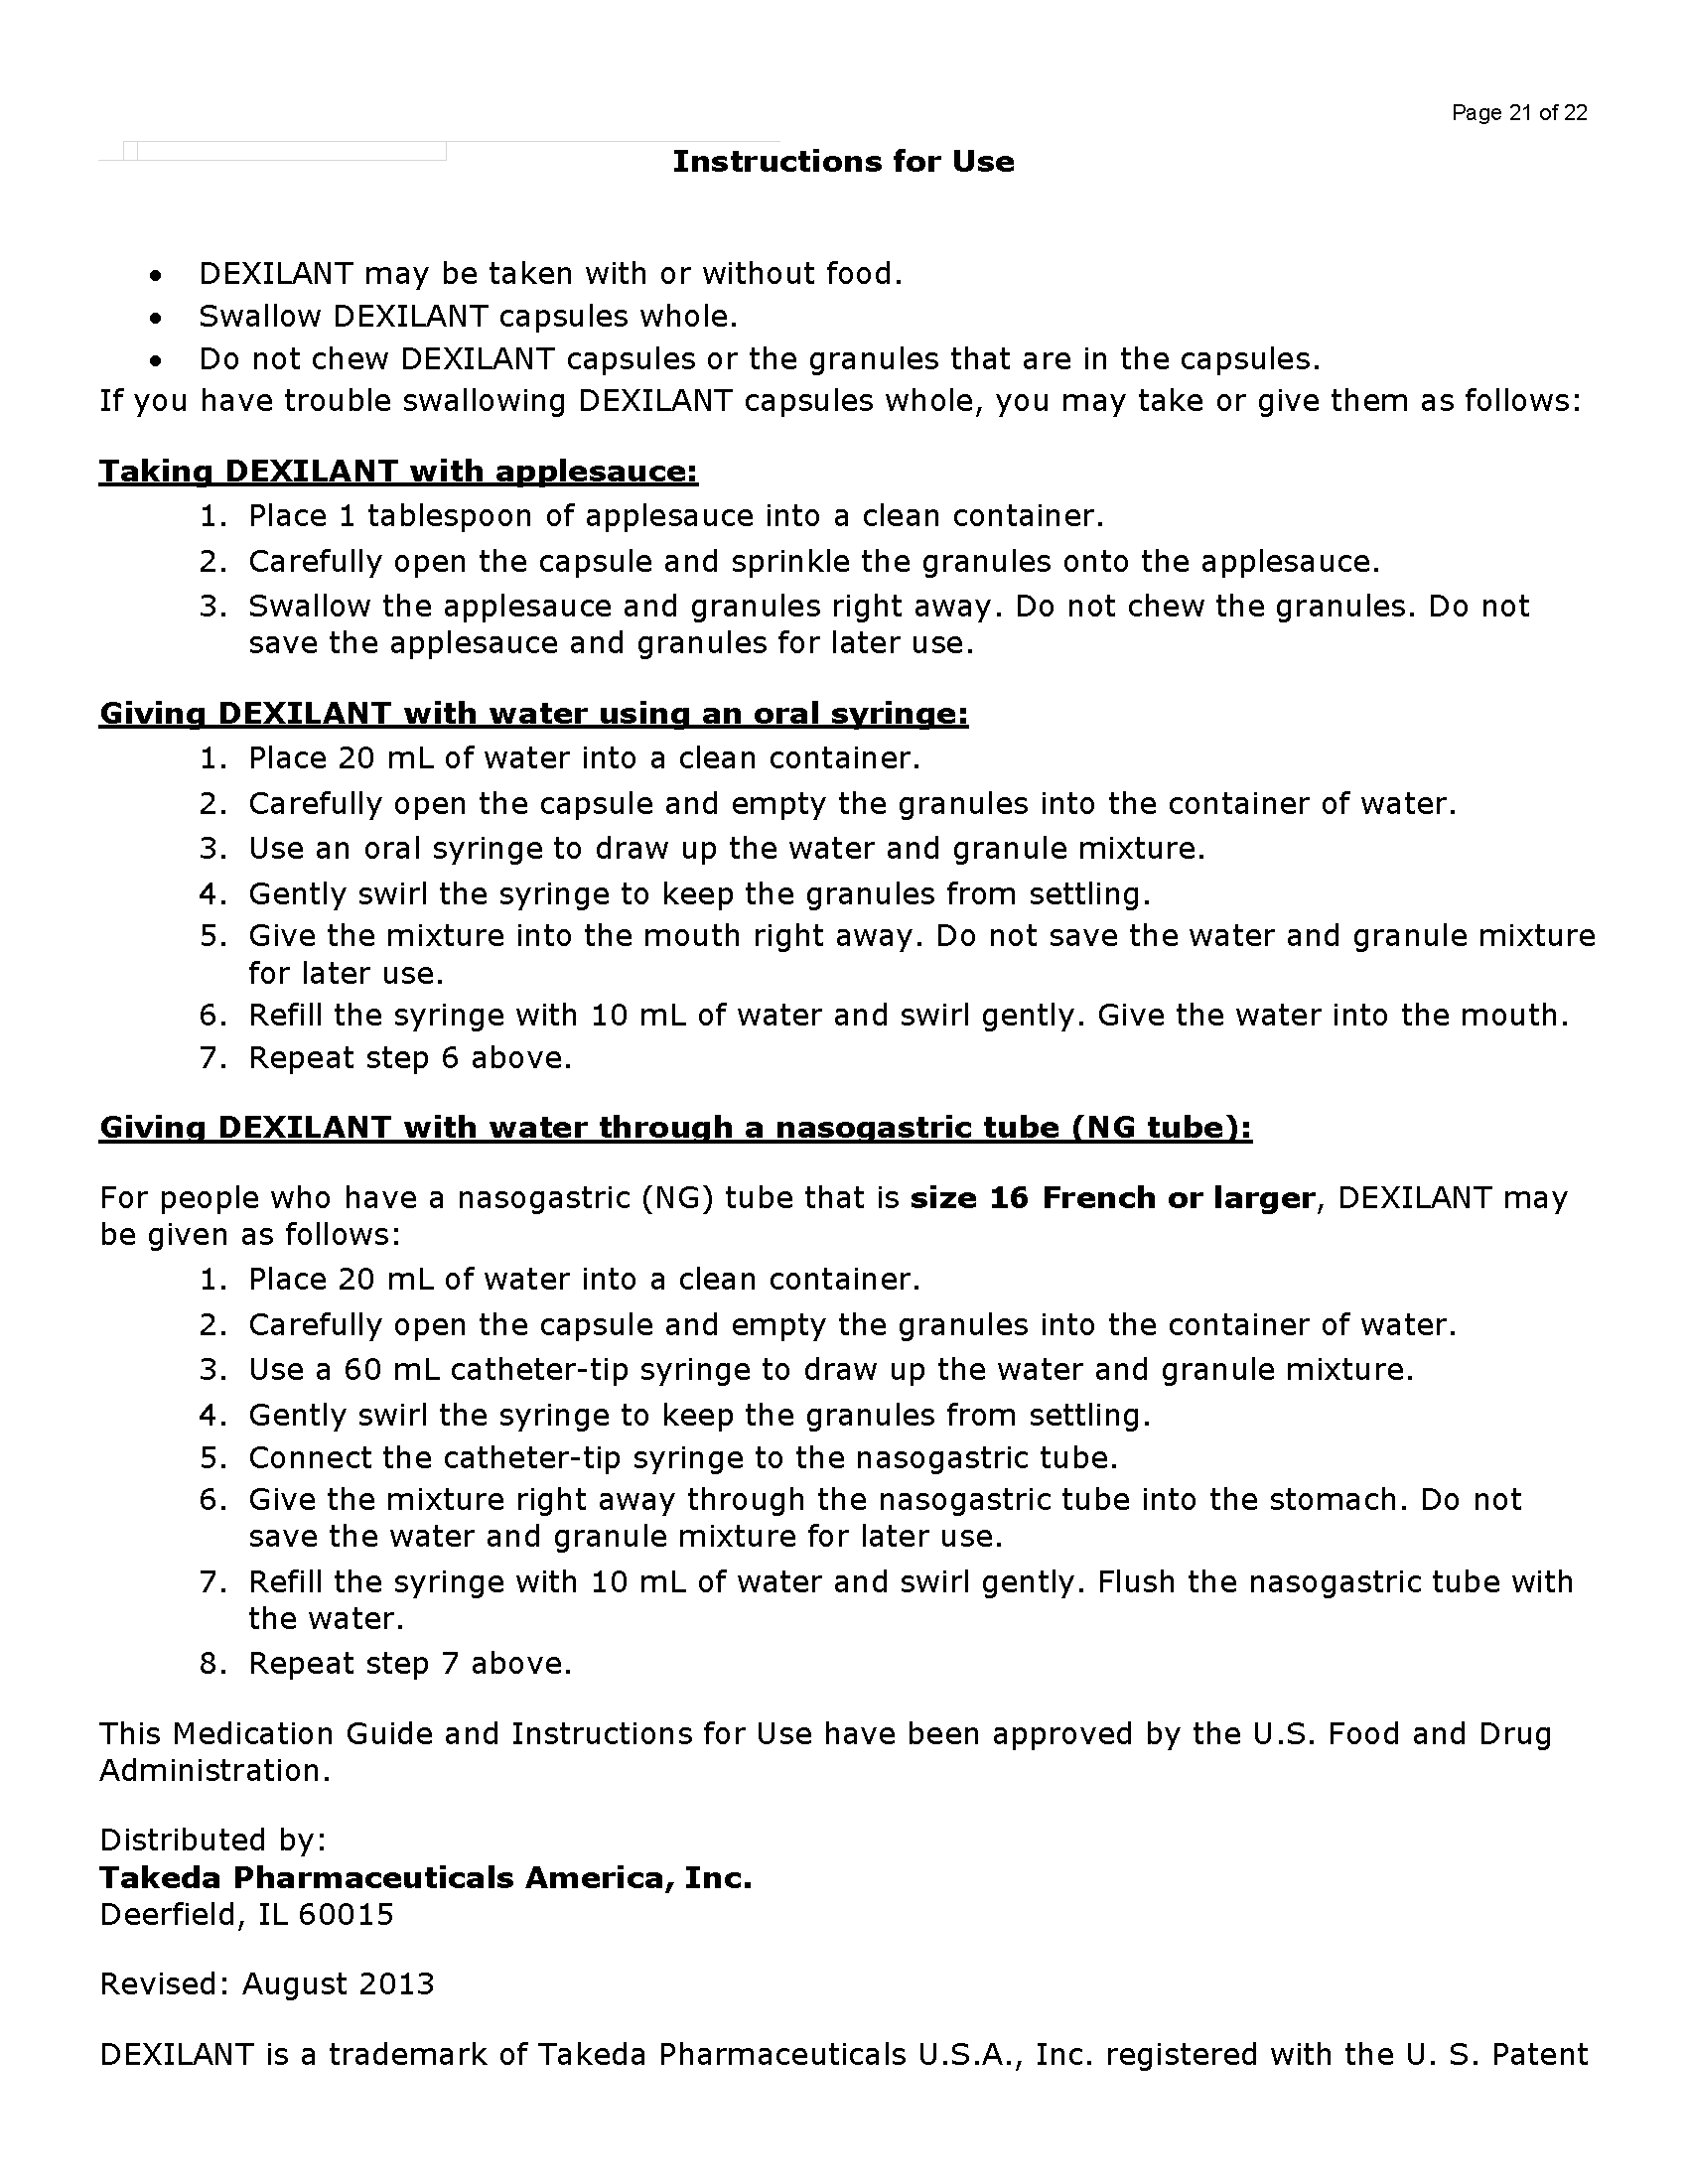 Page 21 of 22
Instructions for Use
• DEXILANT may be taken with or without food.
• Swallow DEXILANT capsules whole.
• Do not chew DEXILANT capsules or the granules that are in the capsules.
If you have trouble swallowing DEXILANT capsules whole, you may take or give them as follows:
Taking DEXILANT with applesauce:
1. Place 1 tablespoon of applesauce into a clean container.
2. Carefully open the capsule and sprinkle the granules onto the applesauce.
3. Swallow the applesauce and granules right away. Do not chew the granules. Do not
save the applesauce and granules for later use.
Giving DEXILANT with water using an oral syringe:
1. Place 20 mL of water into a clean container.
2. Carefully open the capsule and empty the granules into the container of water.
3. Use an oral syringe to draw up the water and granule mixture.
4. Gently swirl the syringe to keep the granules from settling.
5. Give the mixture into the mouth right away. Do not save the water and granule mixture
for later use.
6. Refill the syringe with 10 mL of water and swirl gently. Give the water into the mouth.
7. Repeat step 6 above.
Giving DEXILANT with water through a nasogastric tube (NG tube):
For people who have a nasogastric (NG) tube that is size 16 French or larger, DEXILANT may
be given as follows:
1. Place 20 mL of water into a clean container.
2. Carefully open the capsule and empty the granules into the container of water.
3. Use a 60 mL catheter-tip syringe to draw up the water and granule mixture.
4. Gently swirl the syringe to keep the granules from settling.
5. Connect the catheter-tip syringe to the nasogastric tube.
6. Give the mixture right away through the nasogastric tube into the stomach. Do not
save the water and granule mixture for later use.
7. Refill the syringe with 10 mL of water and swirl gently. Flush the nasogastric tube with
the water.
8. Repeat step 7 above.
This Medication Guide and Instructions for Use have been approved by the U.S. Food and Drug
Administration.
Distributed by:
Takeda Pharmaceuticals America, Inc.
Deerfield, IL 60015
Revised: August 2013
DEXILANT is a trademark of Takeda Pharmaceuticals U.S.A., Inc. registered with the U. S. Patent